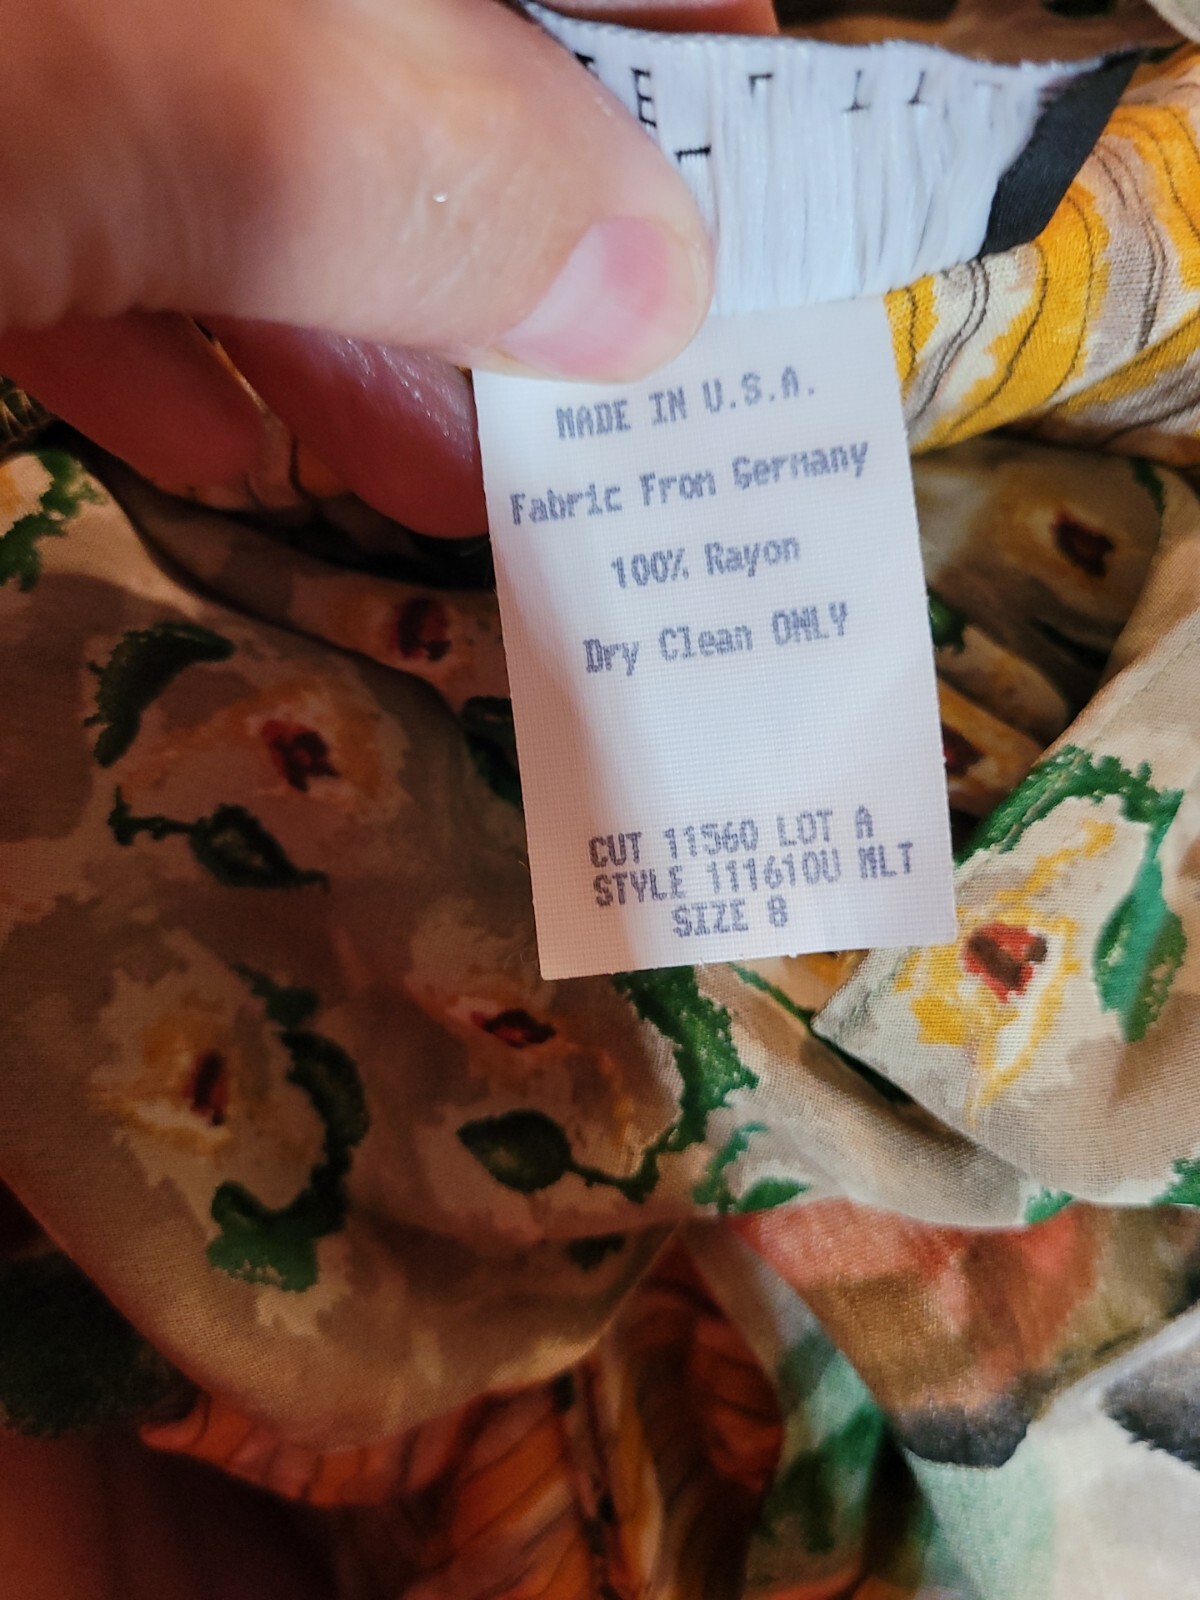 MADE IN U.S.A.
Fabric From Germany
100% Rayon
Dry Clean ONLY
CUT 11560 LOT A
STYLE 111610U MLT
SIZE 8